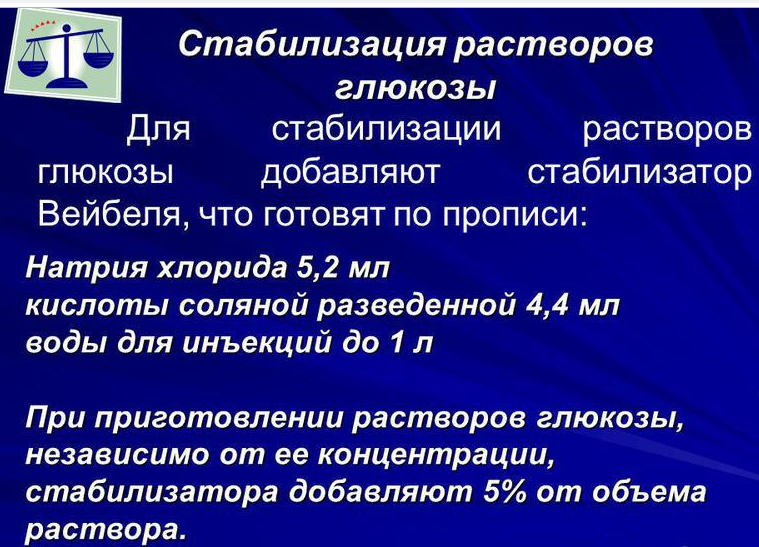 Стабилизация растворов
глюкозы
Для стабилизации растворов
глюкозы добавляют стабилизатор
Вейбеля, что готовят по прописи:
Натрия хлорида 5,2 мл
кислоты соляной разведенной 4,4 мл
воды для инъекций до 1 л
При приготовлении растворов глюкозы,
независимо от ее концентрации,
стабилизатора добавляют 5% от объема
раствора.